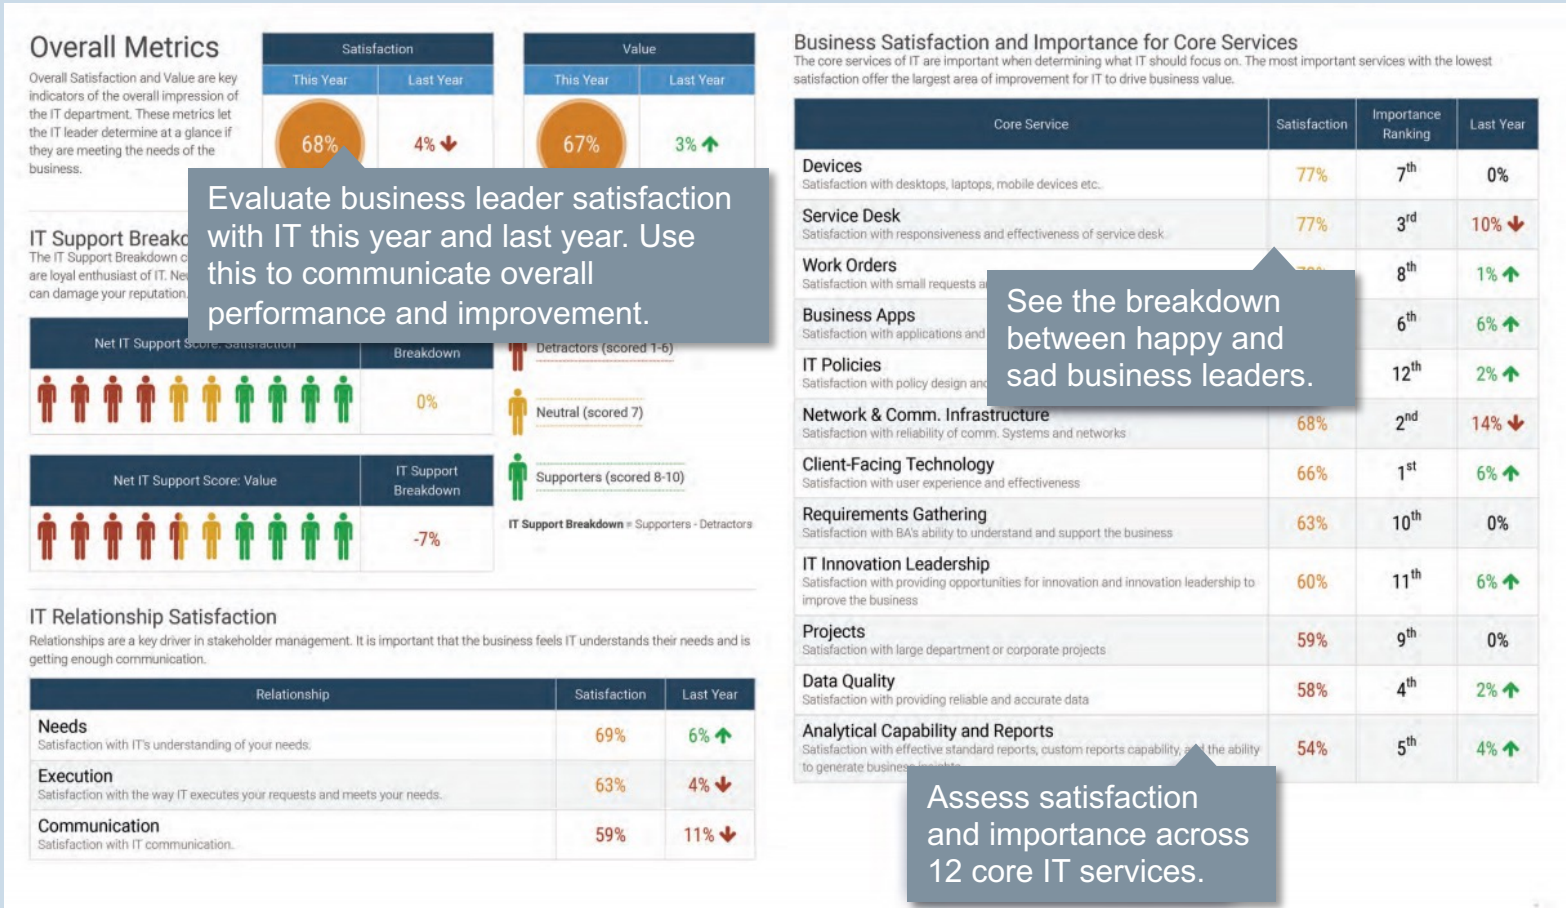 Overall Metrics
Overall Satisfaction and Value are key
indicators of the overall impression of
the IT department. These metrics let
the IT leader determine at a glance if
they are meeting the needs of the
business.
Satisfaction
This Year Last Year
68% 4%
Value
This Year Last Year
67% 3%
Evaluate business leader satisfaction
with IT this year and last year. Use
this to communicate overall
performance and improvement.
IT Support
The IT Support Breakdown
are loyal enthusiast of IT.
can damage your reputation.
Net IT Support Score: Satisfaction Breakdown
0%
Net IT Support Score: Value IT Support
Breakdown
-7%
Detractors (scored 1-6)
Neutral (scored 7)
Supporters (scored 8-10)
IT Support Breakdown = Supporters - Detractors
IT Relationship Satisfaction
Relationships are a key driver in stakeholder management. It is important that the business feels IT understands their needs and is
getting enough communication.
Relationship Satisfaction Last Year
Needs
Satisfaction with IT's understanding of your needs.
69% 6%
Execution
Satisfaction with the way IT executes your requests and meets your needs.
63% 4%
Communication
Satisfaction with IT communication.
59% 11%
Business Satisfaction and Importance for Core Services
The core services of IT are important when determining what IT should focus on. The most important services with the lowest
satisfaction offer the largest area of improvement for IT to drive business value.
Core Service Satisfaction Importance
Ranking Last Year
Devices
Satisfaction with desktops, laptops, mobile devices etc.
77% 7th 0%
Service Desk
Satisfaction with responsiveness and effectiveness of service desk
77% 3rd 10%
Work Orders
Satisfaction with small requests
8th 1%
Business Apps
Satisfaction with applications and
6th 6%
IT Policies
Satisfaction with policy design
12th 2%
See the breakdown
between happy and
sad business leaders.
Network & Comm. Infrastructure
Satisfaction with reliability of comm. Systems and networks
68% 2nd 14%
Client-Facing Technology
Satisfaction with user experience and effectiveness
66% 1st 6%
Requirements Gathering
Satisfaction with BA's ability to understand and support the business
63% 10th 0%
IT Innovation Leadership
Satisfaction with providing opportunities for innovation and innovation leadership to
improve the business
60% 11th 6%
Projects
Satisfaction with large department or corporate projects
59% 9th 0%
Data Quality
Satisfaction with providing reliable and accurate data
58% 4th 2%
Analytical Capability and Reports
Satisfaction with effective standard reports, custom reports capability, the ability
to generate business
54% 5th 4%
Assess satisfaction
and importance across
12 core IT services.